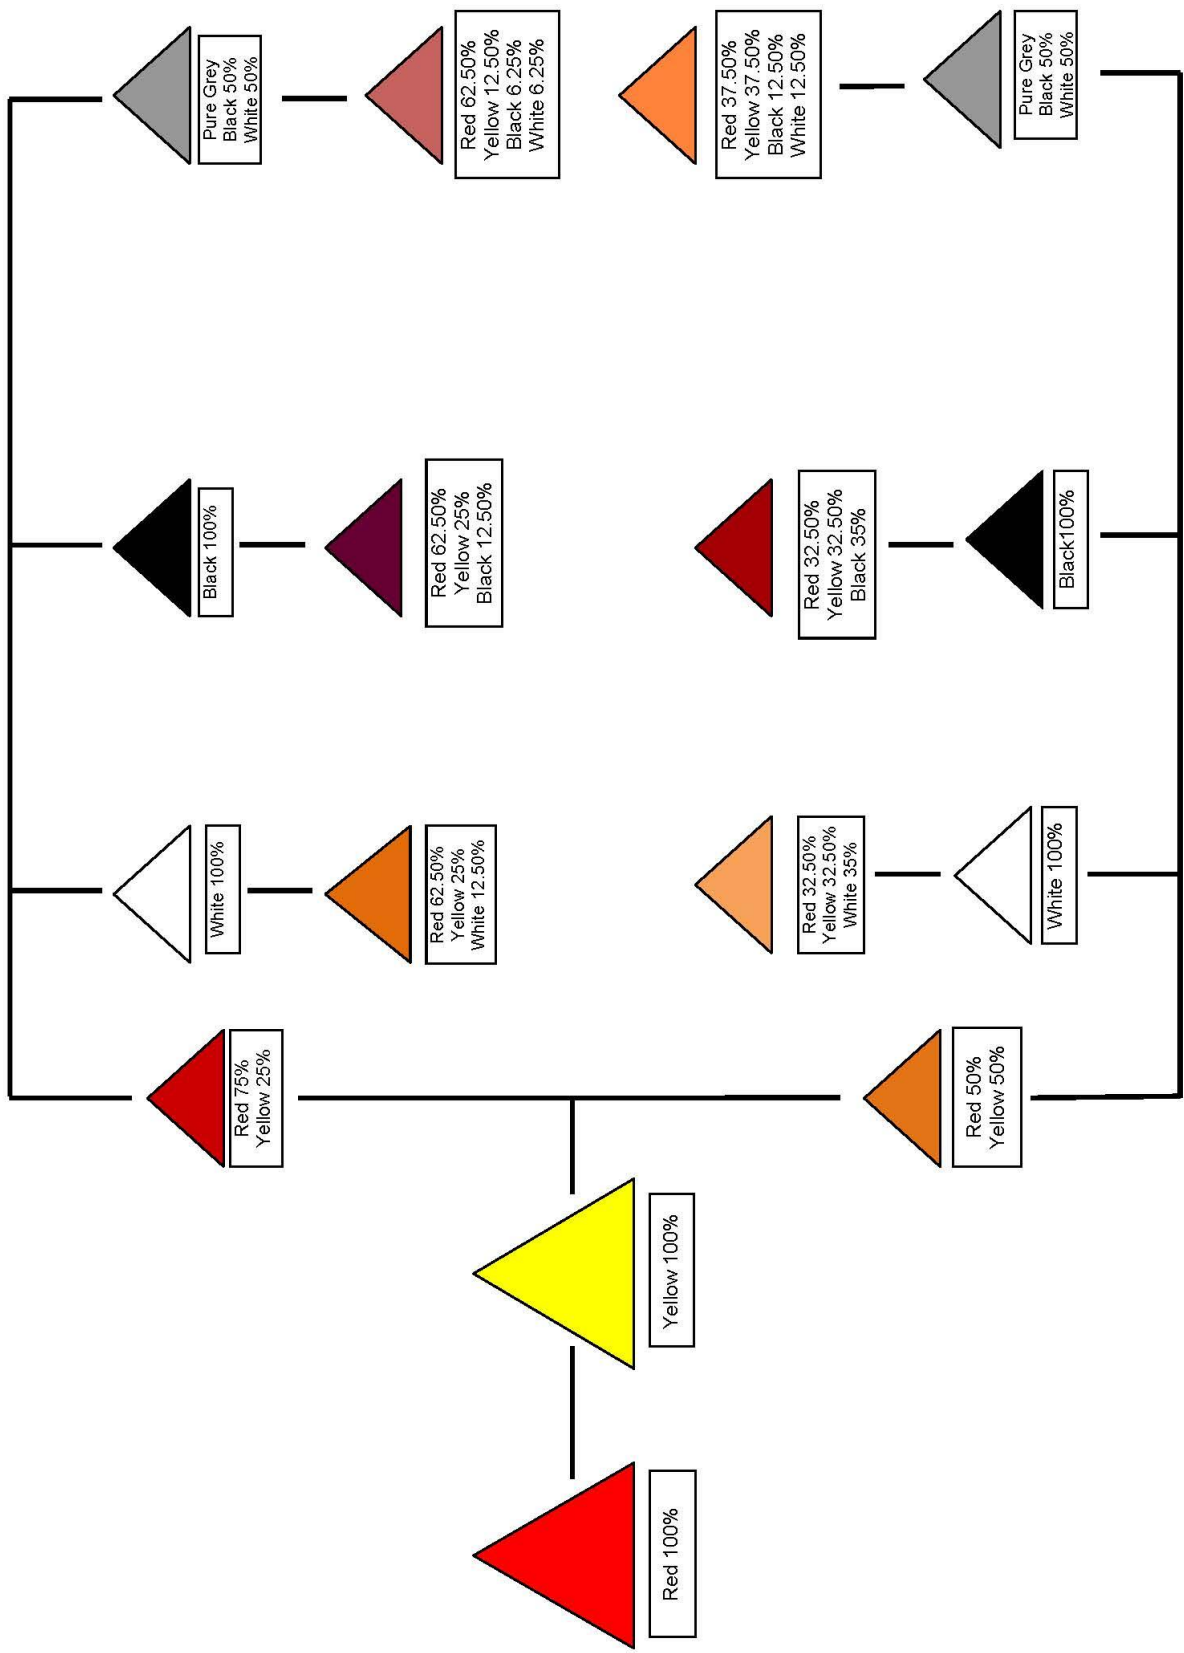 Red 75%
Yellow 25%
White 100%
Black 100%
Pure Grey
Black 50%
White 50%
Red 62.50%
Yellow 25%
White 12.50%
Red 62.50%
Yellow 25%
Black 12.50%
Red 62.50%
Yellow 12.50%
Black 6.25%
White 6.25%
Red 100%
Yellow 100%
Red 32.50%
Yellow 32.50%
White 35%
Red 32.50%
Yellow 32.50%
Black 35%
Red 37.50%
Yellow 37.50%
Black 12.50%
White 12.50%
Red 50%
Yellow 50%
White 100%
Black100%
Pure Grey
Black 50%
White 50%